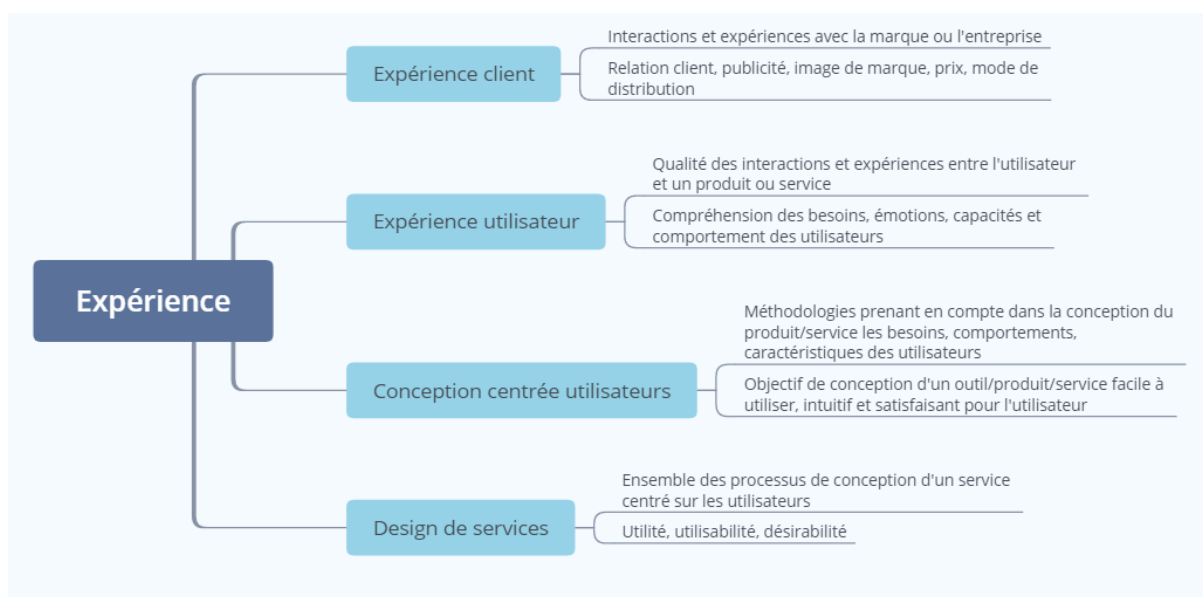 Expérience
Expérience client
Interactions et expériences avec la marque ou l'entreprise
Relation client, publicité, image de marque, prix, mode de
distribution
Expérience utilisateur
Qualité des interactions et expériences entre l'utilisateur
et un produit ou service
Compréhension des besoins, émotions, capacités et
comportement des utilisateurs
Conception centrée utilisateurs
Méthodologies prenant en compte dans la conception du
produit/service les besoins, comportements,
caractéristiques des utilisateurs
Objectif de conception d'un outil/produit/service facile à
utiliser, intuitif et satisfaisant pour l'utilisateur
Design de services
Ensemble des processus de conception d'un service
centré sur les utilisateurs
Utilité, utilisabilité, désirabilité